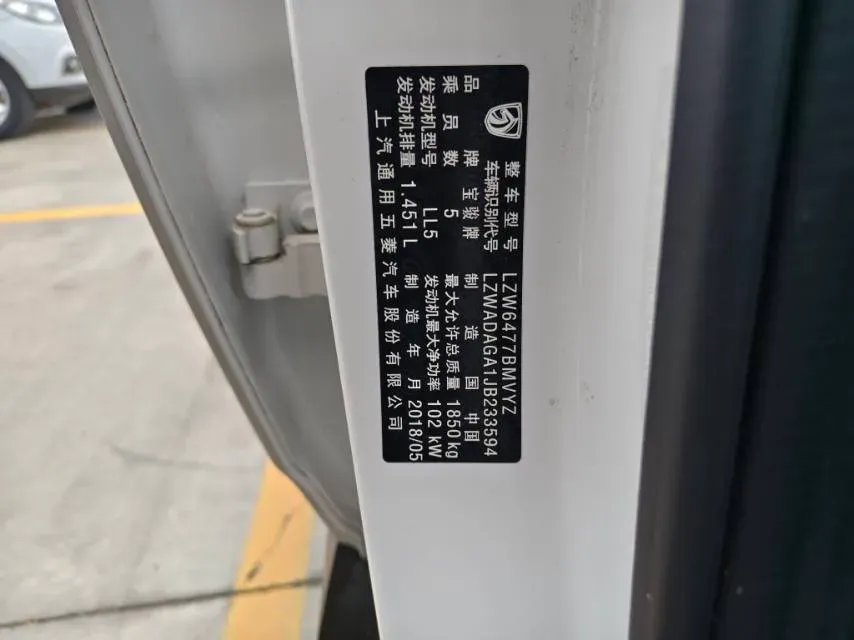 整车型号 LZW6477BMVYZ
车辆识别代号 LZWADAGA1JB233594
品牌 宝骏牌 制造国 中国
乘员数 5 最大允许总质量 1850kg
发动机型号 LL5 发动机最大净功率 102 kW
发动机排量 1.451 L 制造年月 2018/05
上汽通用五菱汽车股份有限公司